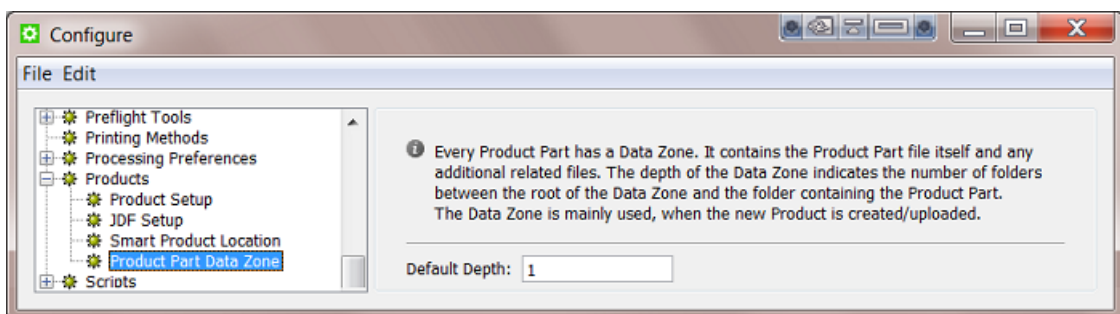 Configure
File Edit
Preflight Tools
Printing Methods
Processing Preferences
Products
Product Setup
JDF Setup
Smart Product Location
Product Part Data Zone
Scripts
Every Product Part has a Data Zone. It contains the Product Part file itself and any
additional related files. The depth of the Data Zone indicates the number of folders
between the root of the Data Zone and the folder containing the Product Part.
The Data Zone is mainly used, when the new Product is created/uploaded.
Default Depth: 1